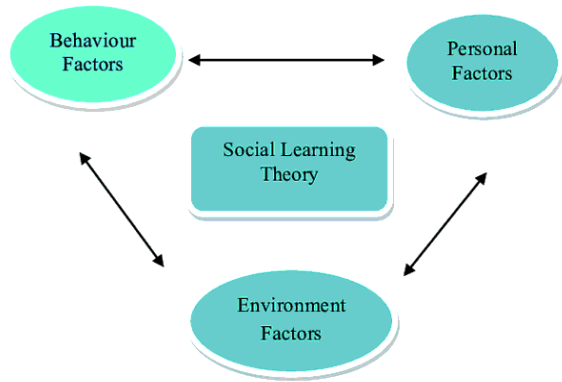 Behaviour
Factors
Personal
Factors
Social Learning
Theory
Environment
Factors